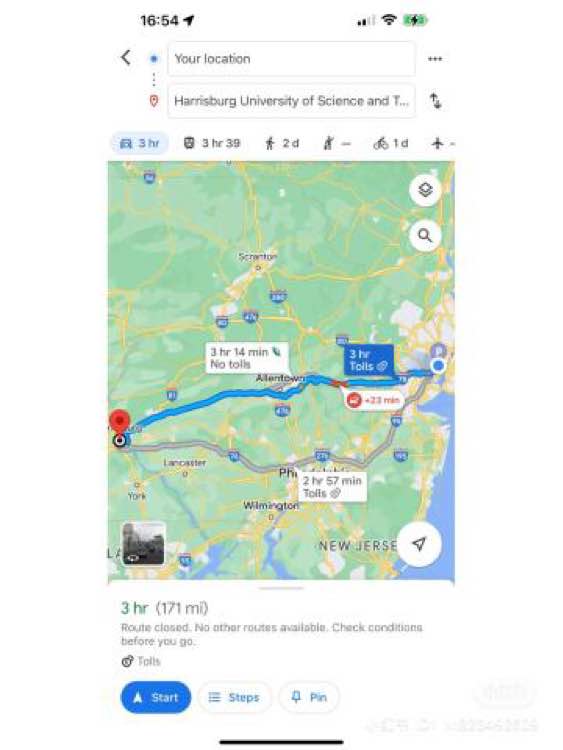 16:54
Your location
Harrisburg University of Science and T...
3 hr
3 hr 39
2 d
—
1 d
-
Scranton
3 hr 14 min
No tolls
3 hr
Tolls
Allentown
+23 min
Lancaster
York
2 hr 57 min
Tolls
Wilmington
NEW JERSE
3 hr (171 mi)
Route closed. No other routes available. Check conditions
before you go.
Tolls
Start
Steps
Pin